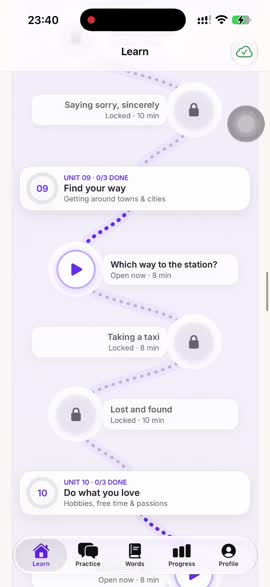 23:40
Learn
Saying sorry, sincerely
Locked · 10 min
UNIT 09 · 0/3 DONE
09
Find your way
Getting around towns & cities
Which way to the station?
Open now · 8 min
Taking a taxi
Locked · 8 min
Lost and found
Locked · 10 min
UNIT 10 · 0/3 DONE
10
Do what you love
Hobbies, free time & passions
Learn
Practice
Words
Progress
Profile
Open now · 8 min